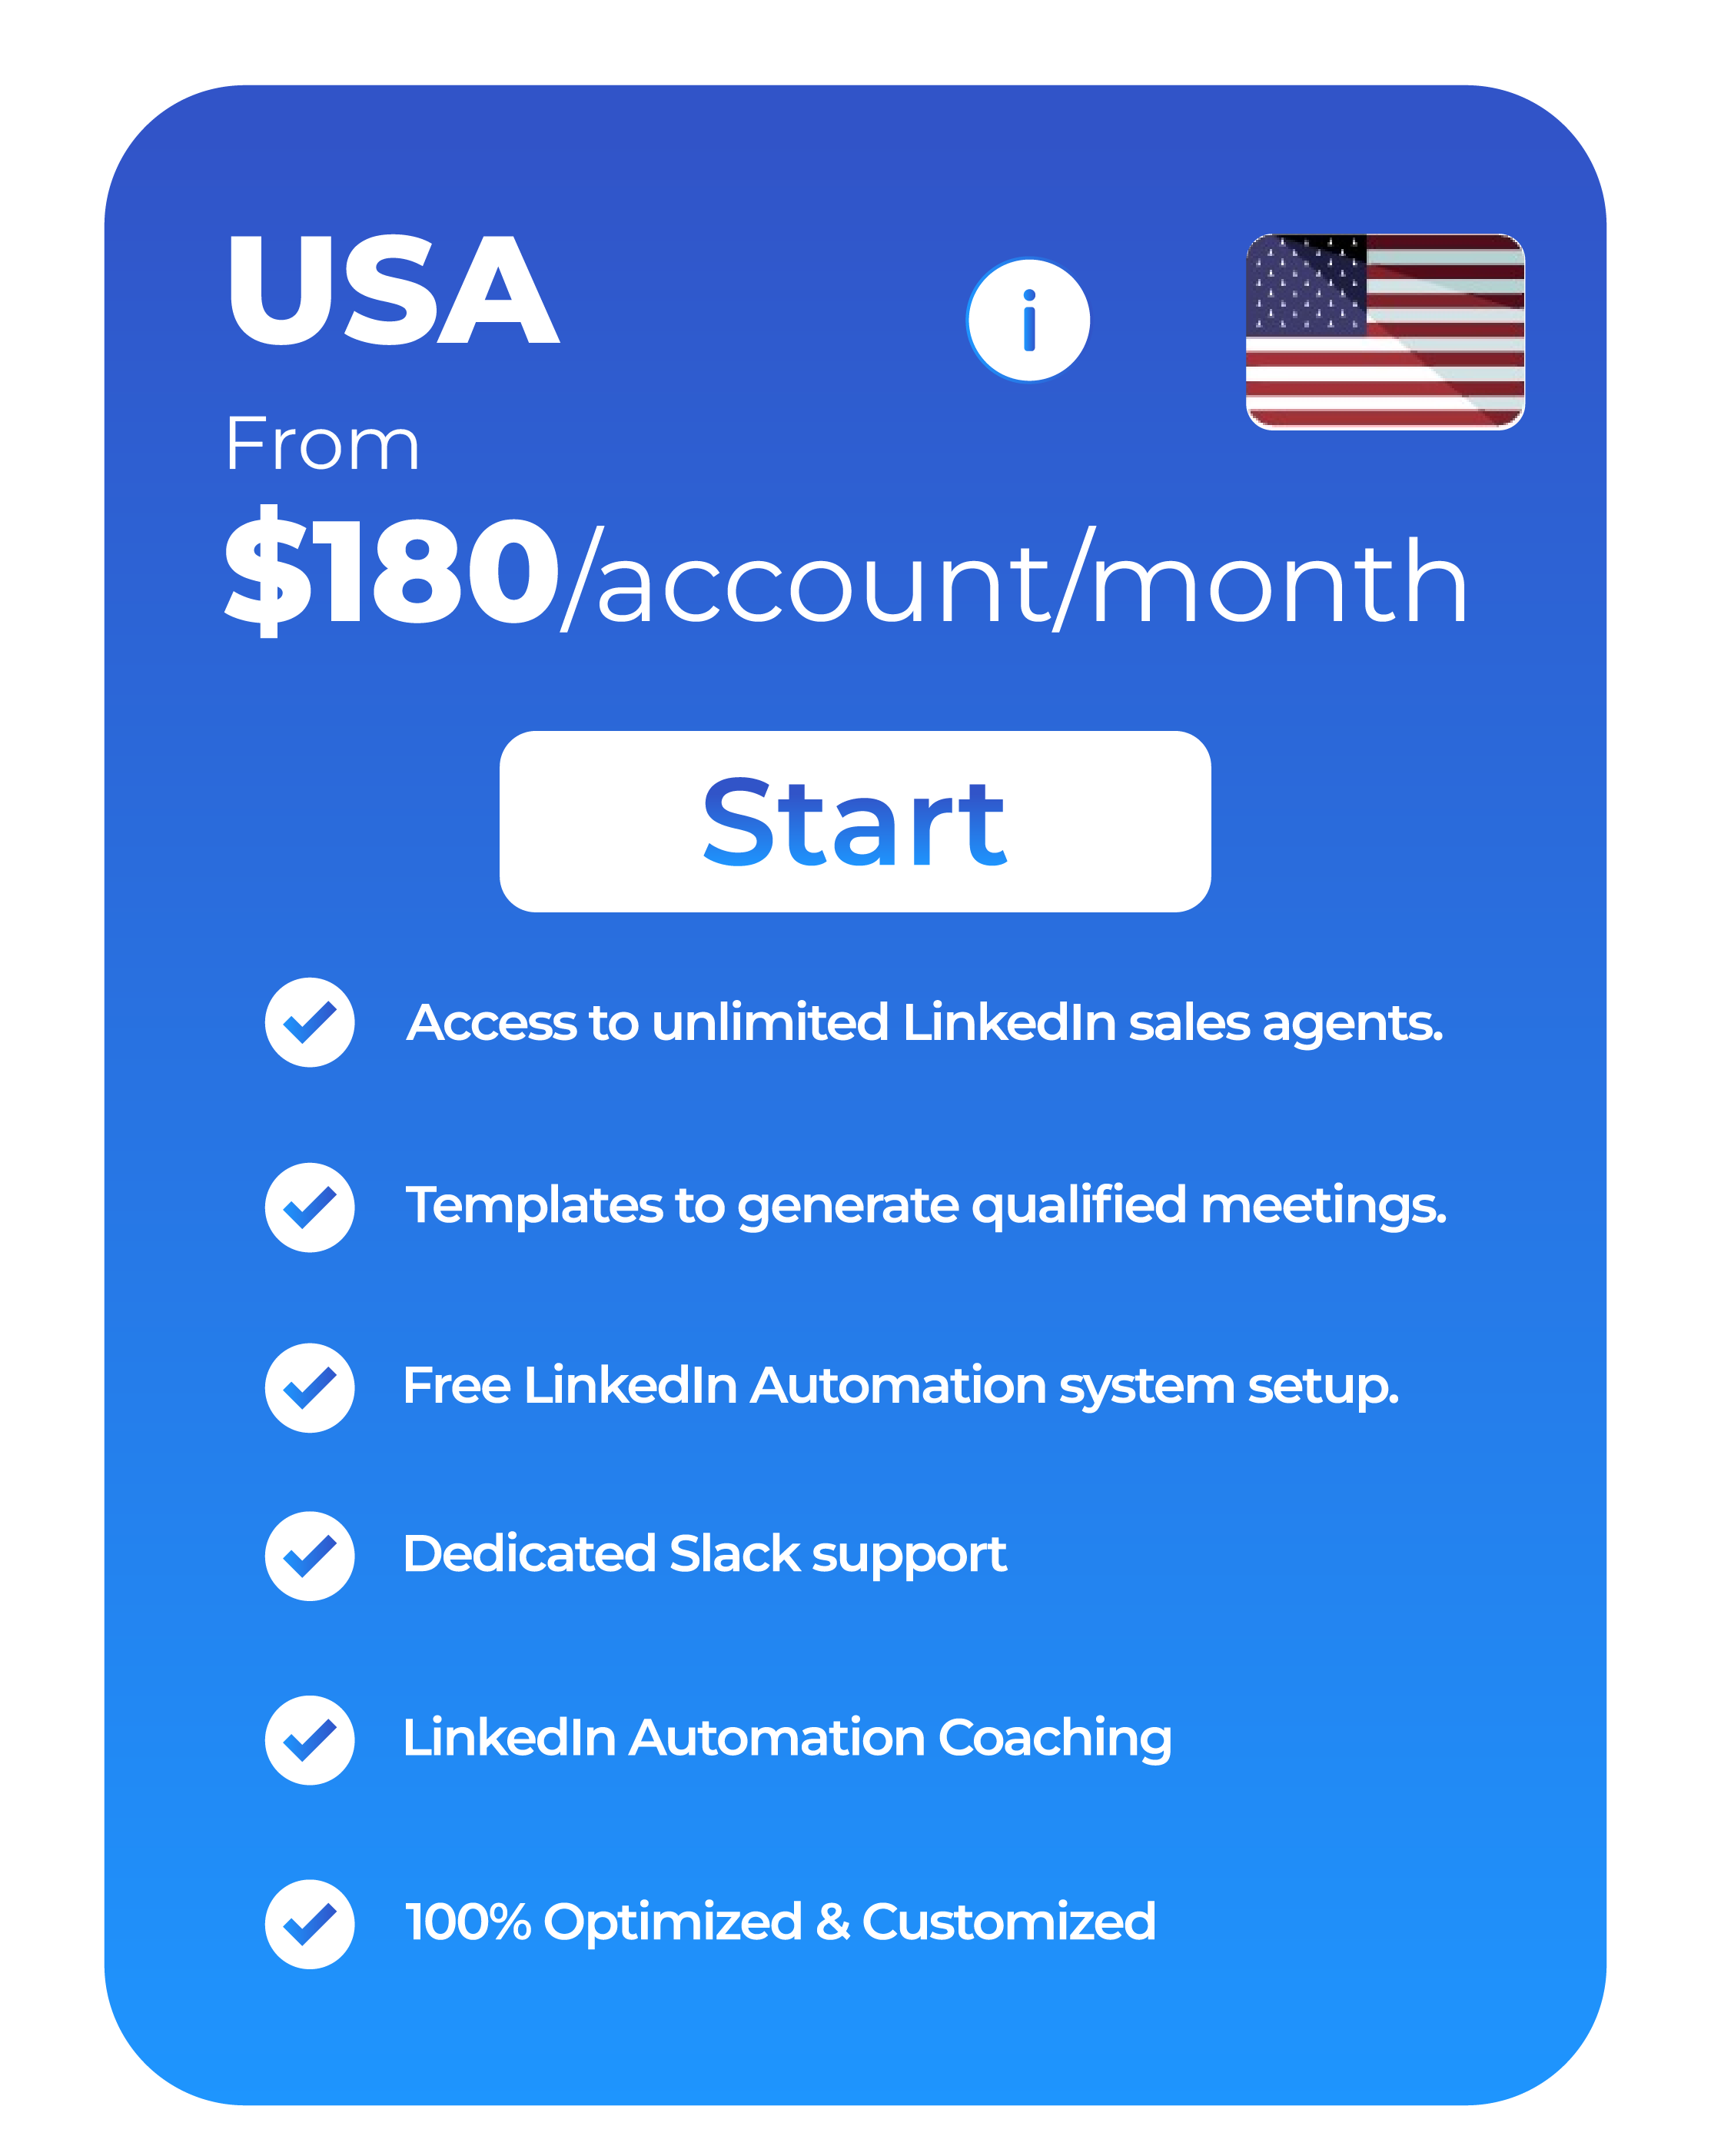 USA
i
From
$180/account/month
Start
Access to unlimited LinkedIn sales agents.
Templates to generate qualified meetings.
Free LinkedIn Automation system setup.
Dedicated Slack support
LinkedIn Automation Coaching
100% Optimized & Customized